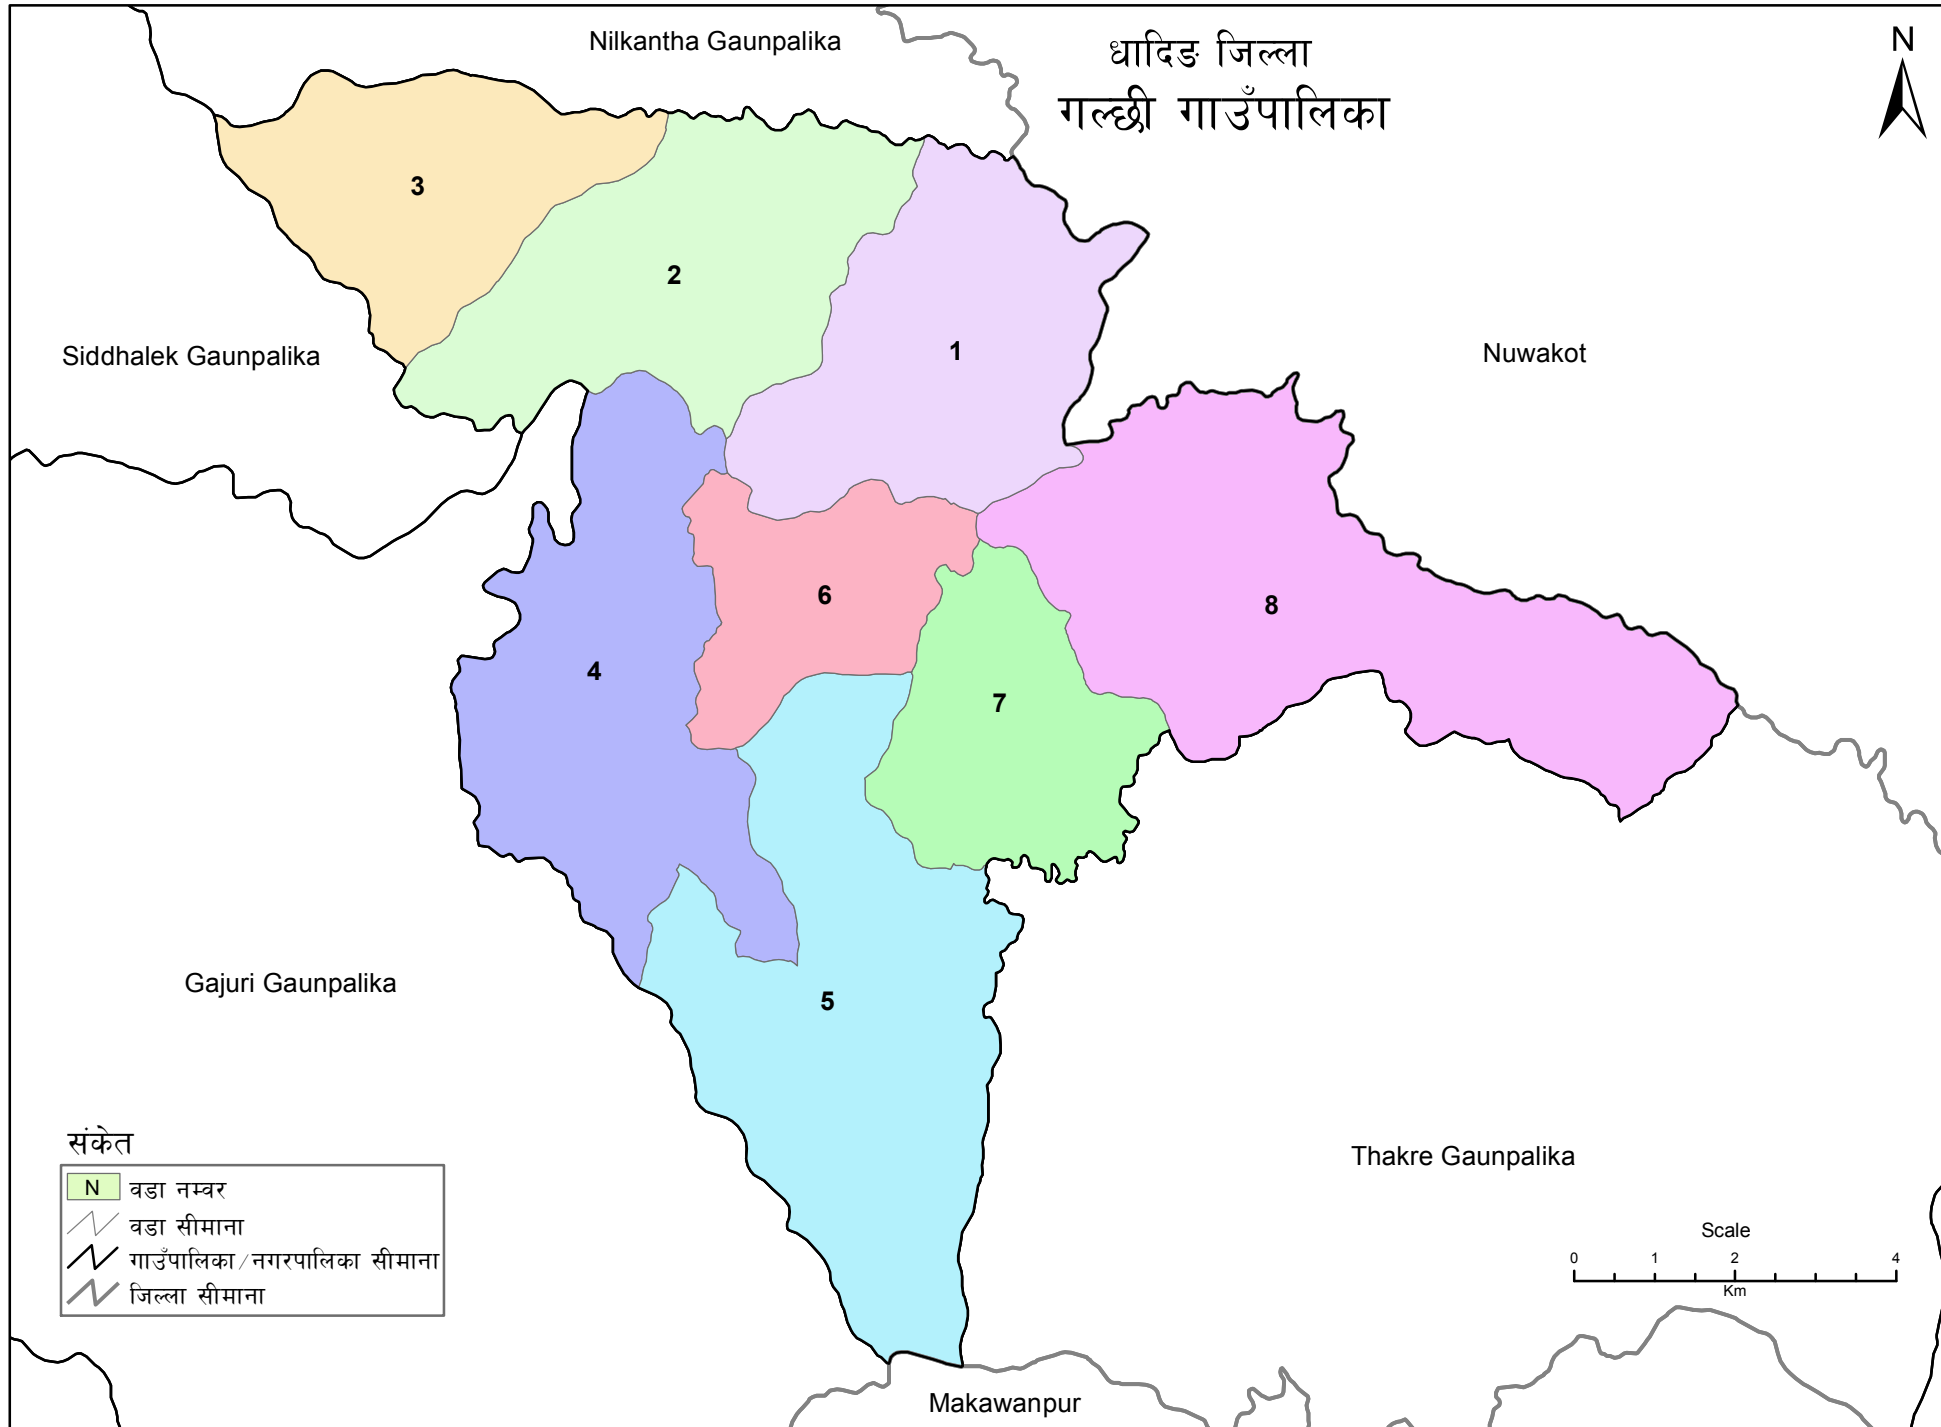 Nilkantha Gaunpalika
धादिङ जिल्ला
गल्छी गाउँपालिका
N
3
2
1
Siddhalek Gaunpalika
Nuwakot
6
8
4
7
Gajuri Gaunpalika
5
Thakre Gaunpalika
संकेत
N वडा नम्वर
वडा सीमाना
गाउँपालिका/नगरपालिका सीमाना
जिल्ला सीमाना
Scale
0 1 2 4
Km
Makawanpur